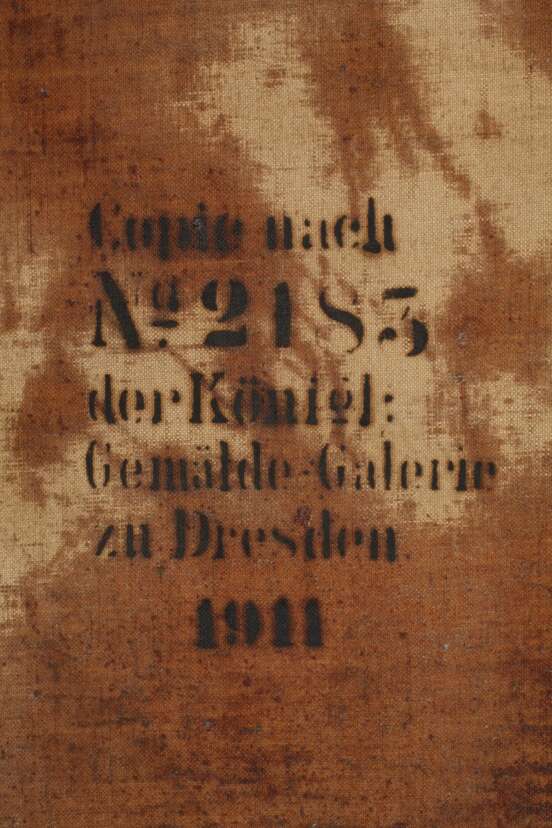 Copie nach
Nº 2183
der Königl:
Gemälde-Galerie
zu Dresden
1911